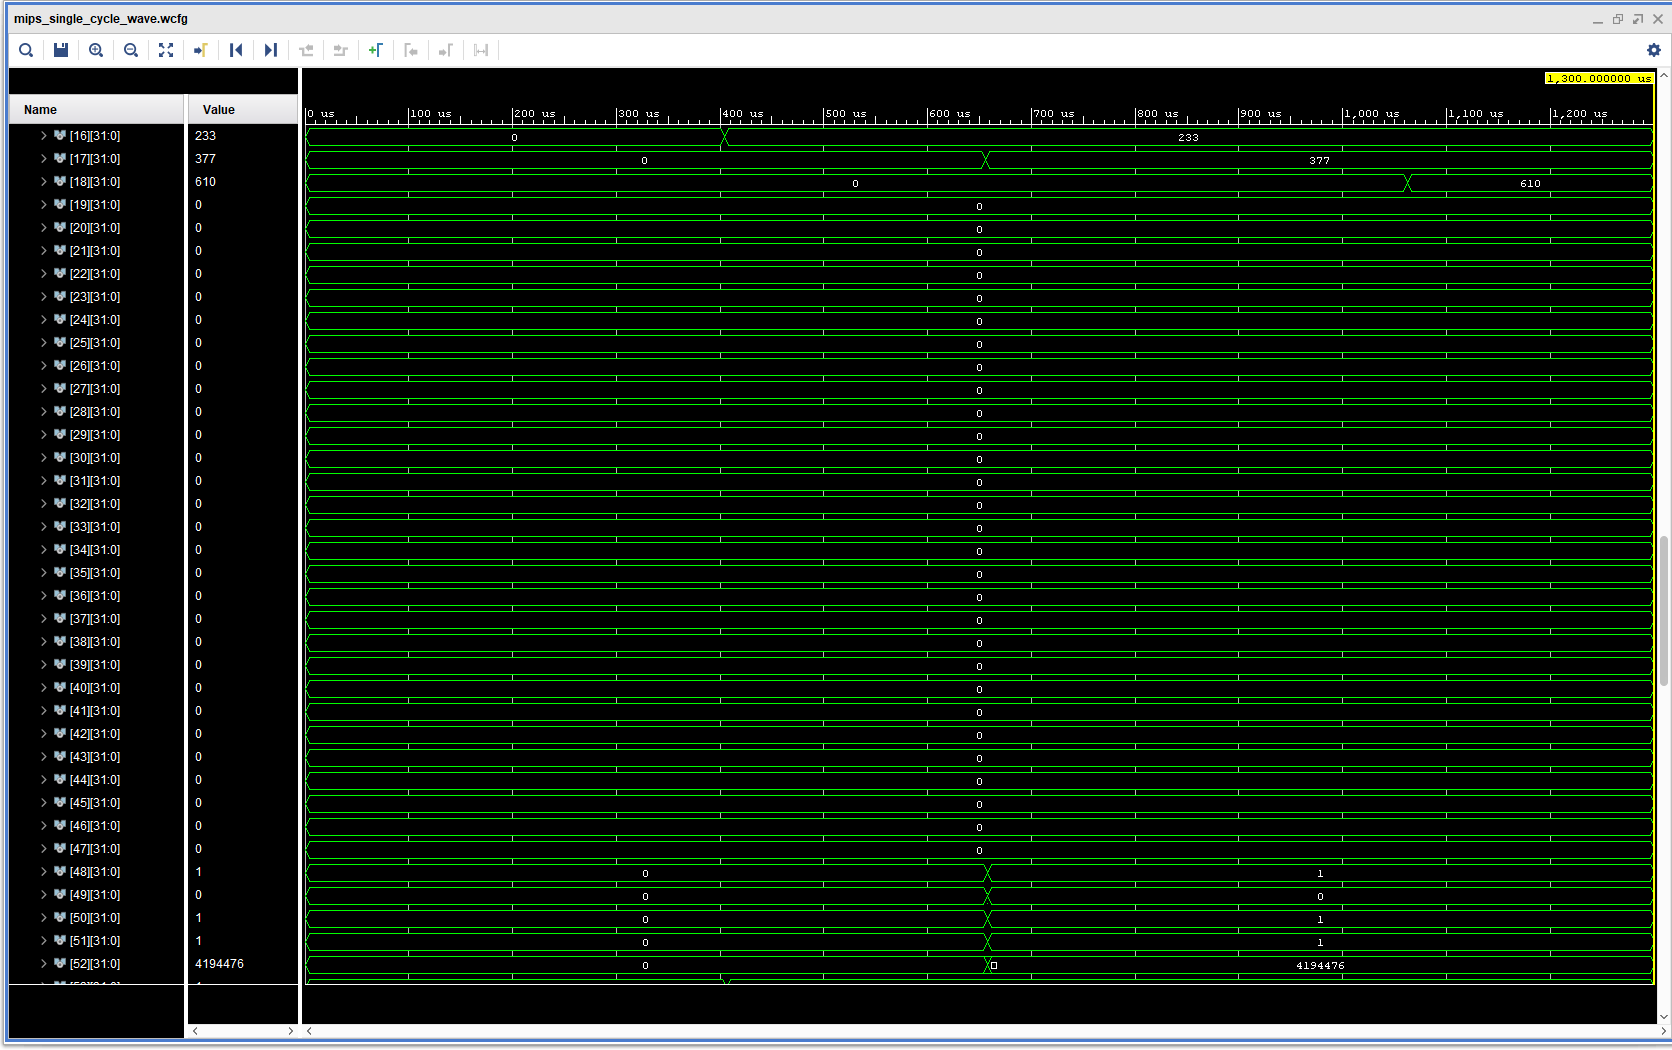 mips_single_cycle_wave.wcfg
1,300.000000 us
Name Value
0 us 100 us 200 us 300 us 400 us 500 us 600 us 700 us 800 us 900 us 1,000 us 1,100 us 1,200 us
[16][31:0] 233 0 233
[17][31:0] 377 0 377
[18][31:0] 610 0 610
[19][31:0] 0 0
[20][31:0] 0 0
[21][31:0] 0 0
[22][31:0] 0 0
[23][31:0] 0 0
[24][31:0] 0 0
[25][31:0] 0 0
[26][31:0] 0 0
[27][31:0] 0 0
[28][31:0] 0 0
[29][31:0] 0 0
[30][31:0] 0 0
[31][31:0] 0 0
[32][31:0] 0 0
[33][31:0] 0 0
[34][31:0] 0 0
[35][31:0] 0 0
[36][31:0] 0 0
[37][31:0] 0 0
[38][31:0] 0 0
[39][31:0] 0 0
[40][31:0] 0 0
[41][31:0] 0 0
[42][31:0] 0 0
[43][31:0] 0 0
[44][31:0] 0 0
[45][31:0] 0 0
[46][31:0] 0 0
[47][31:0] 0 0
[48][31:0] 1 0 1
[49][31:0] 0 0 0
[50][31:0] 1 0 1
[51][31:0] 1 0 1
[52][31:0] 4194476 0 4194476